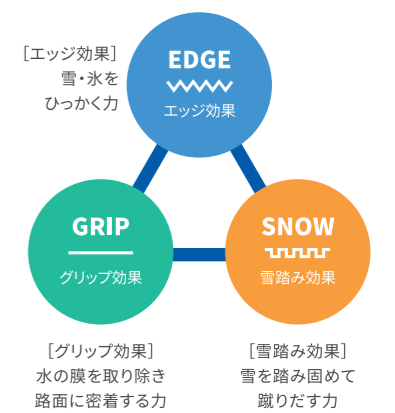 [エッジ効果]
雪・氷を
ひっかく力
EDGE
エッジ効果
GRIP
グリップ効果
SNOW
雪踏み効果
[グリップ効果]
水の膜を取り除き
路面に密着する力
[雪踏み効果]
雪を踏み固めて
蹴りだす力